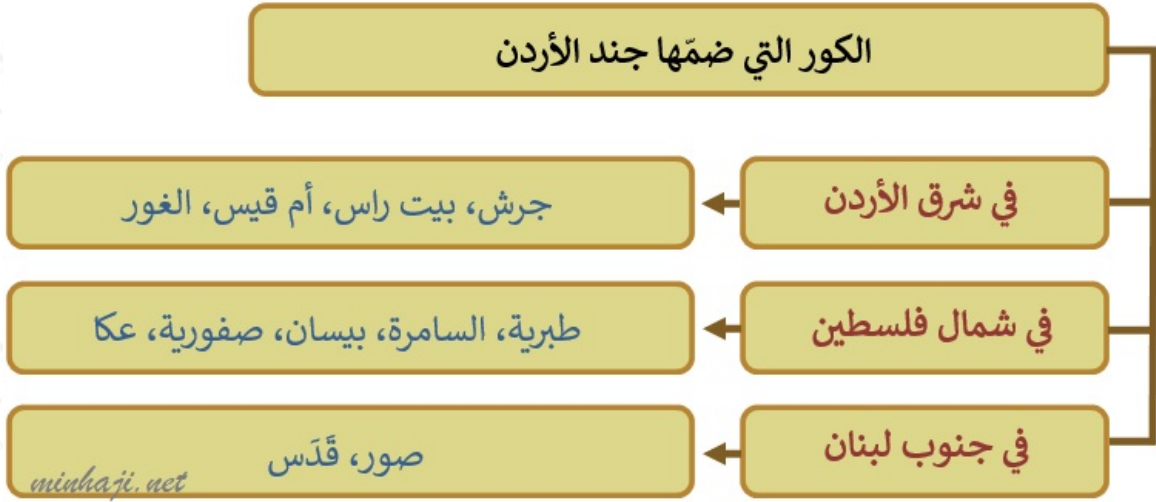 الكور التي ضمّها جند الأردن
في شرق الأردن
جرش، بيت راس، أم قيس، الغور
في شمال فلسطين
طبرية، السامرة، بيسان، صفورية، عكا
في جنوب لبنان
صور، قَدَس
minhaji.net